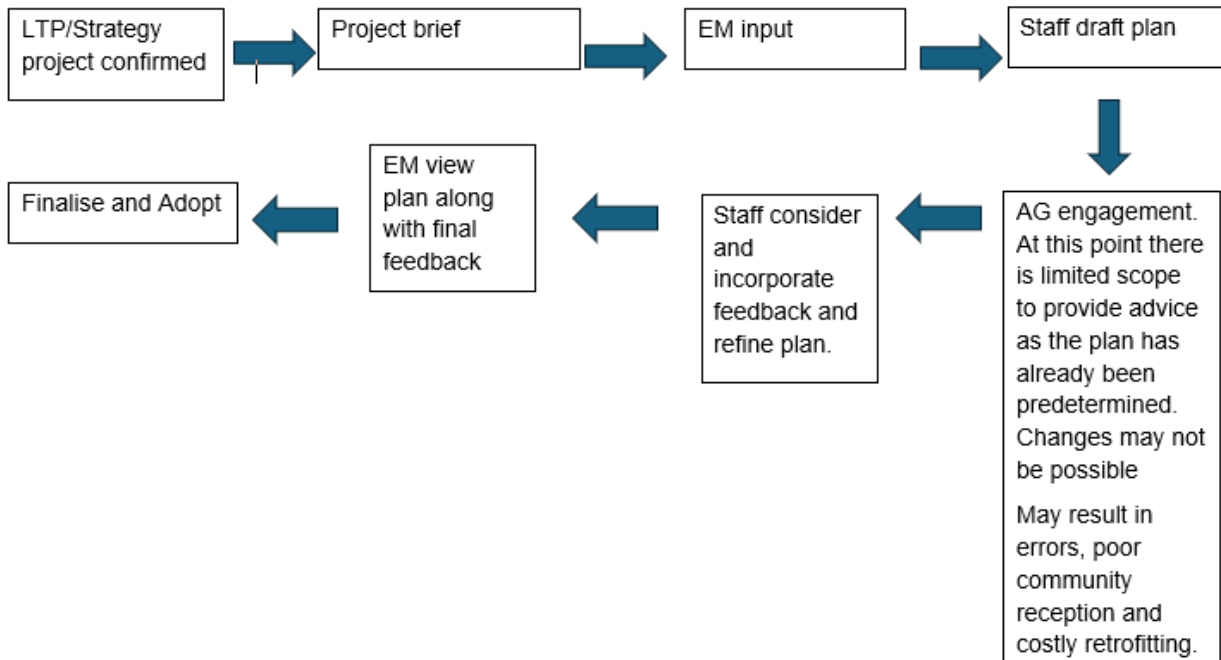 LTP/Strategy
project confirmed
Project brief
EM input
Staff draft plan
AG engagement.
At this point there
is limited scope
to provide advice
as the plan has
already been
predetermined.
Changes may not
be possible
May result in
errors, poor
community
reception and
costly retrofitting.
Staff consider
and
incorporate
feedback and
refine plan.
EM view
plan along
with final
feedback
Finalise and Adopt